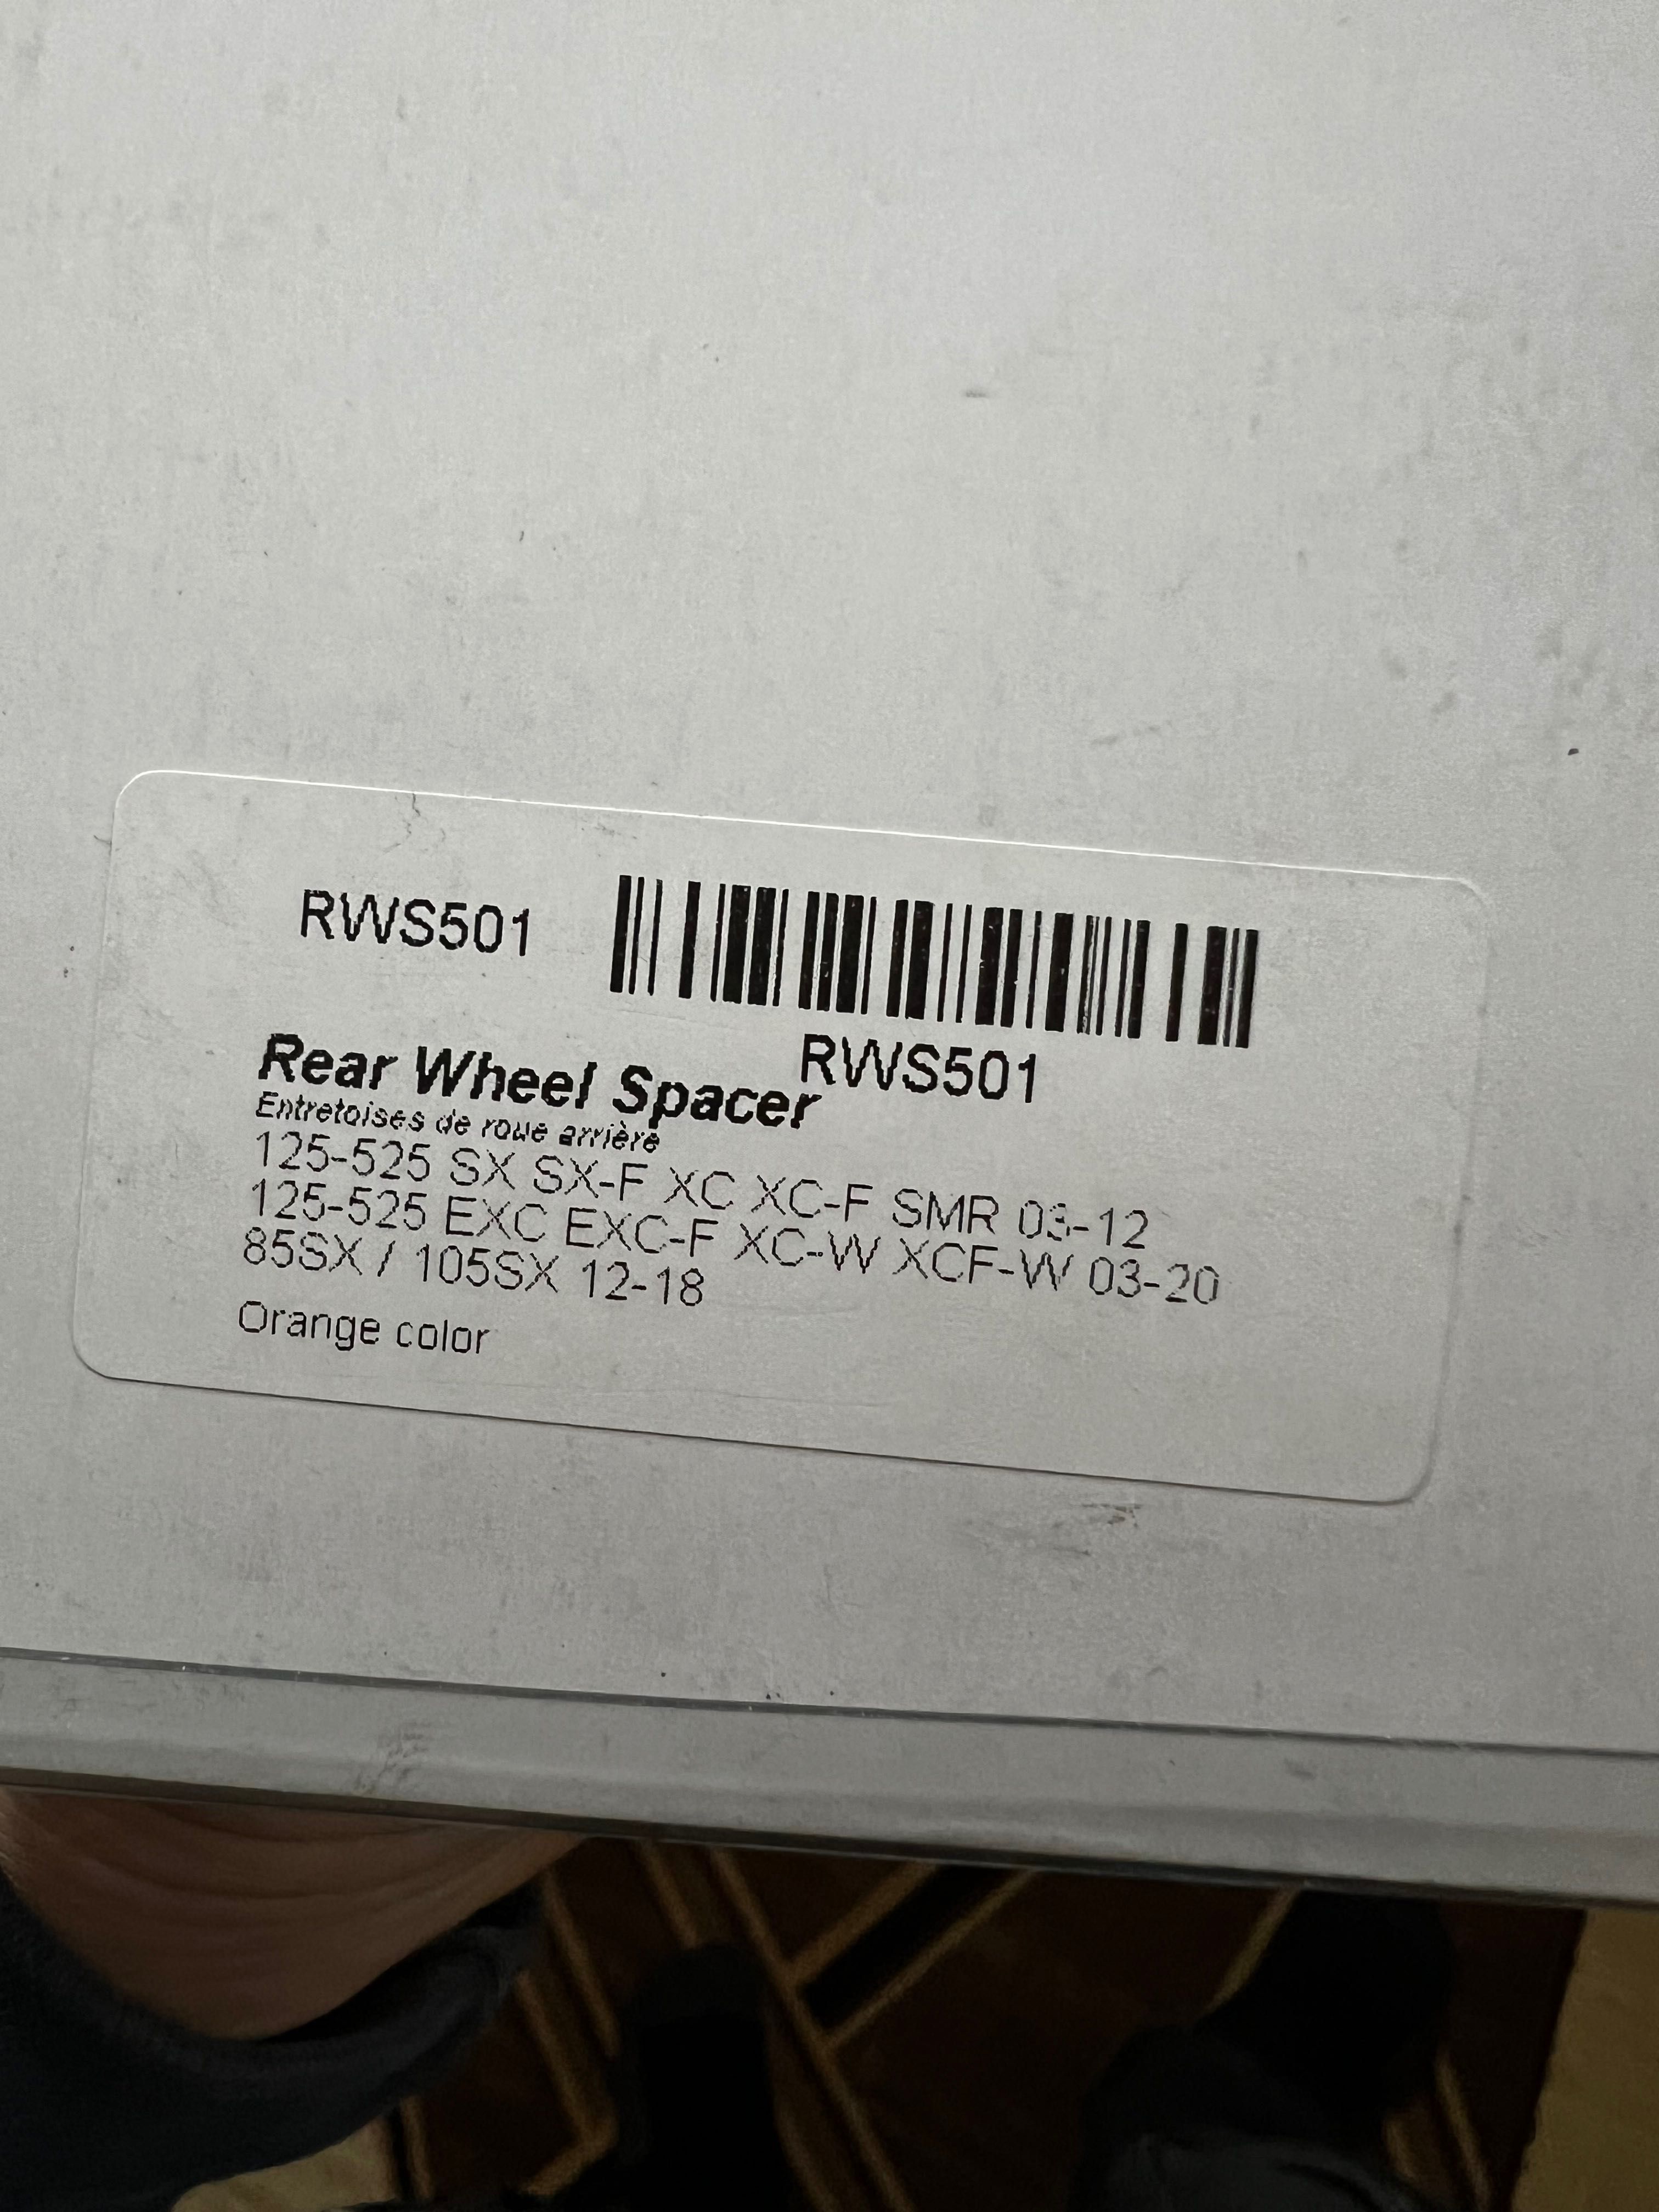 RWS501
RWS501
Rear Wheel Spacer
Entretoises de roue arrière
125-525 SX SX-F XC XC-F SMR 03-12
125-525 EXC EXC-F XC-W XCF-W 03-20
85SX / 105SX 12-18
Orange color